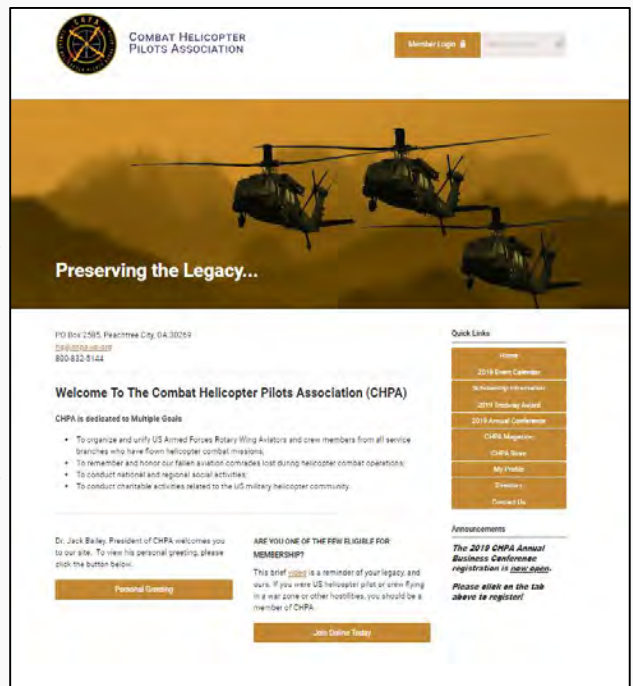 COMBAT HELICOPTER
PILOTS ASSOCIATION
Member Login
Preserving the Legacy...
PO Box 2585, Peachtree City, GA 30269
800-832-5144
Welcome To The Combat Helicopter Pilots Association (CHPA)
CHPA is dedicated to Multiple Goals
• To organize and unify US Armed Forces Rotary Wing Aviators and crew members from all service
branches who have flown helicopter combat missions;
• To remember and honor our fallen aviation comrades lost during helicopter combat operations;
• To conduct national and regional social activities;
• To conduct charitable activities related to the US military helicopter community.
Dr. Jack Bailey, President of CHPA welcomes you
to our site. To view his personal greeting, please
click the button below.
Personal Greeting
ARE YOU ONE OF THE FEW ELIGIBLE FOR
MEMBERSHIP?
This brief video is a reminder of your legacy, and
ours. If you were US helicopter pilot or crew flying
in a war zone or other hostilities, you should be a
member of CHPA.
Join Online Today
Quick Links
Home
2019 Event Calendar
Scholarship Information
2019 Award
2019 Annual Conference
CHPA Magazine
CHPA Store
My Profile
Directory
Contact Us
Announcements
The 2019 CHPA Annual
Business Conference
registration is now open.
Please click on the tab
above to register!